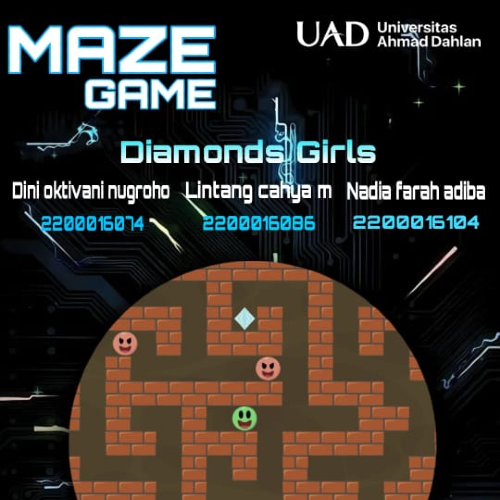 MAZE
GAME
UAD Universitas
Ahmad Dahlan
Diamonds Girls
Dini oktivani nugroho Lintang cahya m Nadia farah adiba
2200016074 2200016086 2200016104